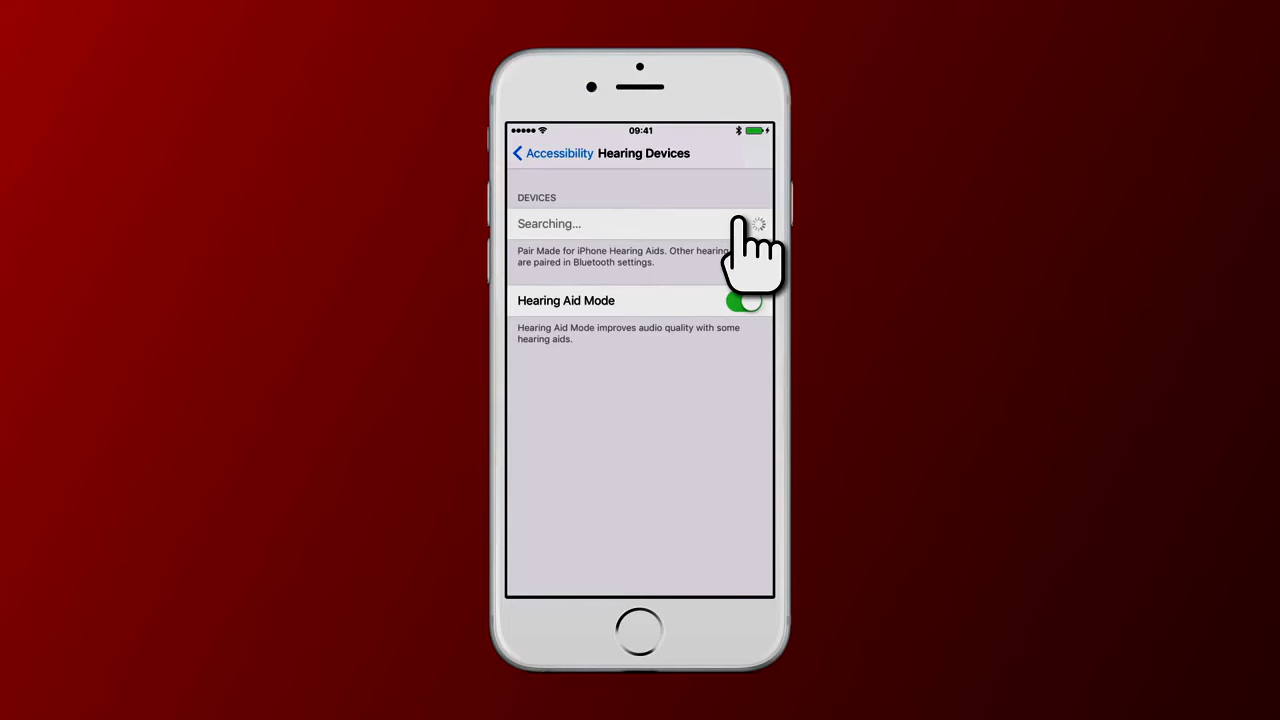 09:41
Accessibility Hearing Devices
DEVICES
Searching...
Pair Made for iPhone Hearing Aids. Other hearing
are paired in Bluetooth settings.
Hearing Aid Mode
Hearing Aid Mode improves audio quality with some
hearing aids.